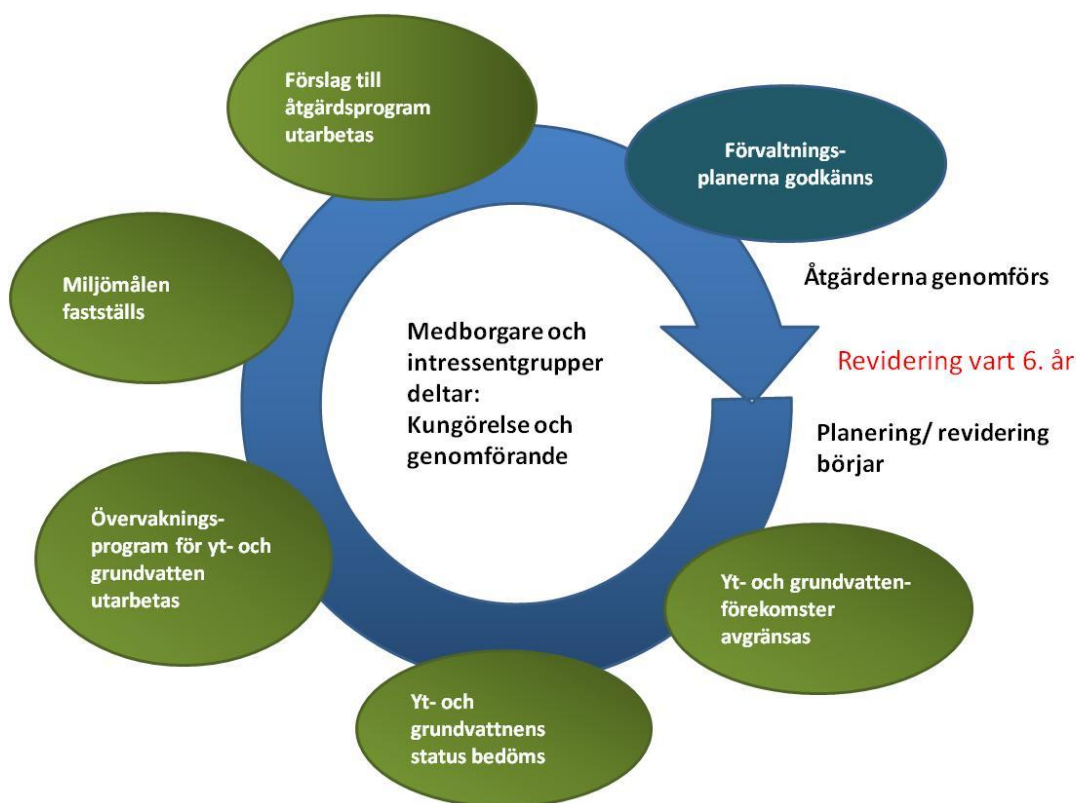 Förslag till
åtgärdsprogram
utarbetas
Förvaltnings-
planerna godkänns
Miljömålen
fastställs
Åtgärderna genomförs
Medborgare och
intressentgrupper
deltar:
Kungörelse och
genomförande
Revidering vart 6. år
Planering/ revidering
börjar
Övervaknings-
program för yt- och
grundvatten
utarbetas
Yt- och grundvatten-
förekomster
avgränsas
Yt- och
grundvattnens
status bedöms